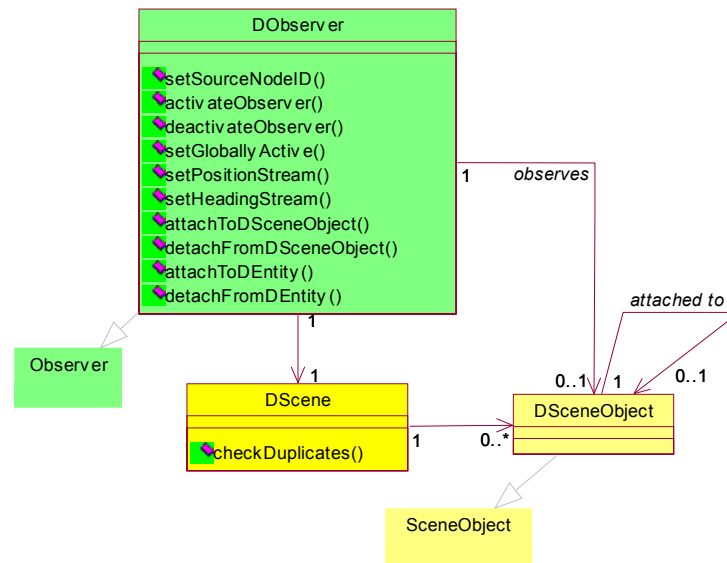 DObserver
setSourceNodeID()
activateObserver()
deactivateObserver()
setGloballyActive()
setPositionStream()
setHeadingStream()
attachToDSceneObject()
detachFromDSceneObject()
attachToDEntity()
detachFromDEntity()
1
observes
attached to
1
Observer
1
0..1
1
0..1
DScene
checkDuplicates()
1
0..*
DSceneObject
SceneObject